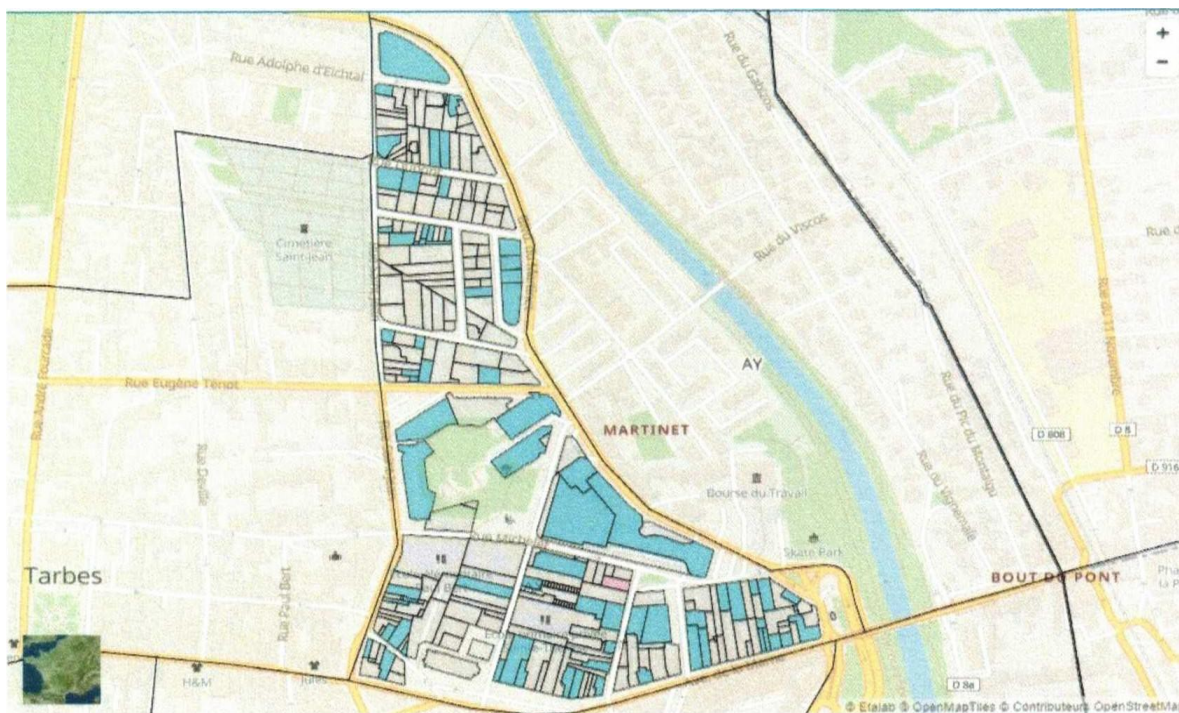 Rue Adolphe d'Eichtal
Rue du Gabizos
+
−
Cimetière
Saint-Jean
Rue du Viscos
Rue André Fourcade
Rue Eugène Ténot
AY
Rue du 11 Novembre
MARTINET
Rue du Pic du Montaigu
D 808
D 8
D 916
Rue Deville
Bourse du Travail
Rue du Vignemale
Skate Park
Tarbes
Rue Paul Bert
BOUT DU PONT
H&M
Jules
D 8a
© Etalab © OpenMapTiles © Contributeurs OpenStreetMap